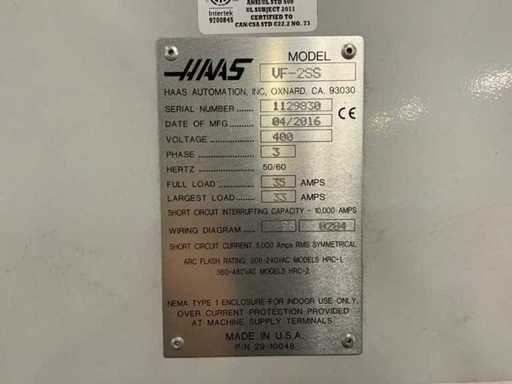 ANSI/UL STD 508
UL SUBJECT 2011
Intertek
9700845
CERTIFIED TO
CAN/CSA STD C22.2 NO. 73
HAAS
MODEL
VF-2SS
HAAS AUTOMATION, INC, OXNARD. CA. 93030
SERIAL NUMBER ...... 1129830
DATE OF MFG ........... 04/2016
CE
VOLTAGE ................... 400
PHASE ....................... 3
HERTZ 50/60
FULL LOAD ............... 35 AMPS
LARGEST LOAD ........ 33 AMPS
SHORT CIRCUIT INTERRUPTING CAPACITY - 10,000 AMPS
WIRING DIAGRAM ................ 0284
SHORT CIRCUIT CURRENT 5,000 Amps RMS SYMMETRICAL
ARC FLASH RATING: 208-240VAC MODELS HRC-1,
360-480VAC MODELS HRC-2
NEMA TYPE 1 ENCLOSURE-FOR INDOOR USE ONLY,
OVER CURRENT PROTECTION PROVIDED
AT MACHINE SUPPLY TERMINALS.
MADE IN U.S.A.
P/N 29-10046